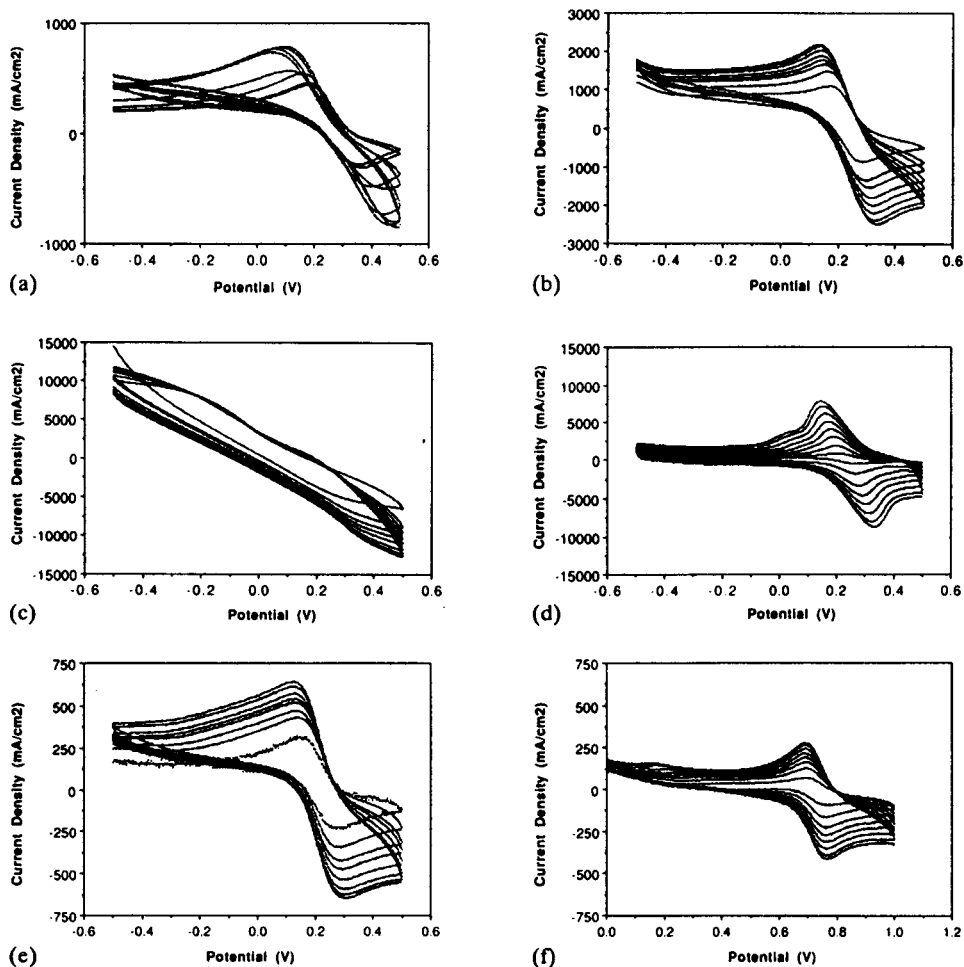 1000
0
-1000
Current Density (mA/cm2)
-0.6 -0.4 -0.2 0.0 0.2 0.4 0.6
Potential (V)
(a)
3000
2000
1000
0
-1000
-2000
-3000
Current Density (mA/cm2)
-0.6 -0.4 -0.2 0.0 0.2 0.4 0.6
Potential (V)
(b)
15000
10000
5000
0
-5000
-10000
-15000
Current Density (mA/cm2)
-0.6 -0.4 -0.2 0.0 0.2 0.4 0.6
Potential (V)
(c)
15000
10000
5000
0
-5000
-10000
-15000
Current Density (mA/cm2)
-0.6 -0.4 -0.2 0.0 0.2 0.4 0.6
Potential (V)
(d)
750
500
250
0
-250
-500
-750
Current Density (mA/cm2)
-0.6 -0.4 -0.2 0.0 0.2 0.4 0.6
Potential (V)
(e)
750
500
250
0
-250
-500
-750
Current Density (mA/cm2)
0.0 0.2 0.4 0.6 0.8 1.0 1.2
Potential (V)
(f)